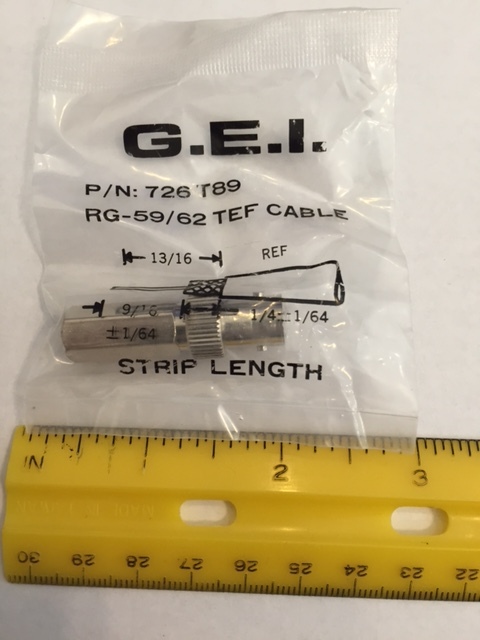 G.E.I.
P/N: 726 T89
RG-59/62 TEF CABLE
13/16
REF
9/16
±1/64
1/4±1/64
STRIP LENGTH
IN 2 3
30 29 28 27 26 25 24 23 22